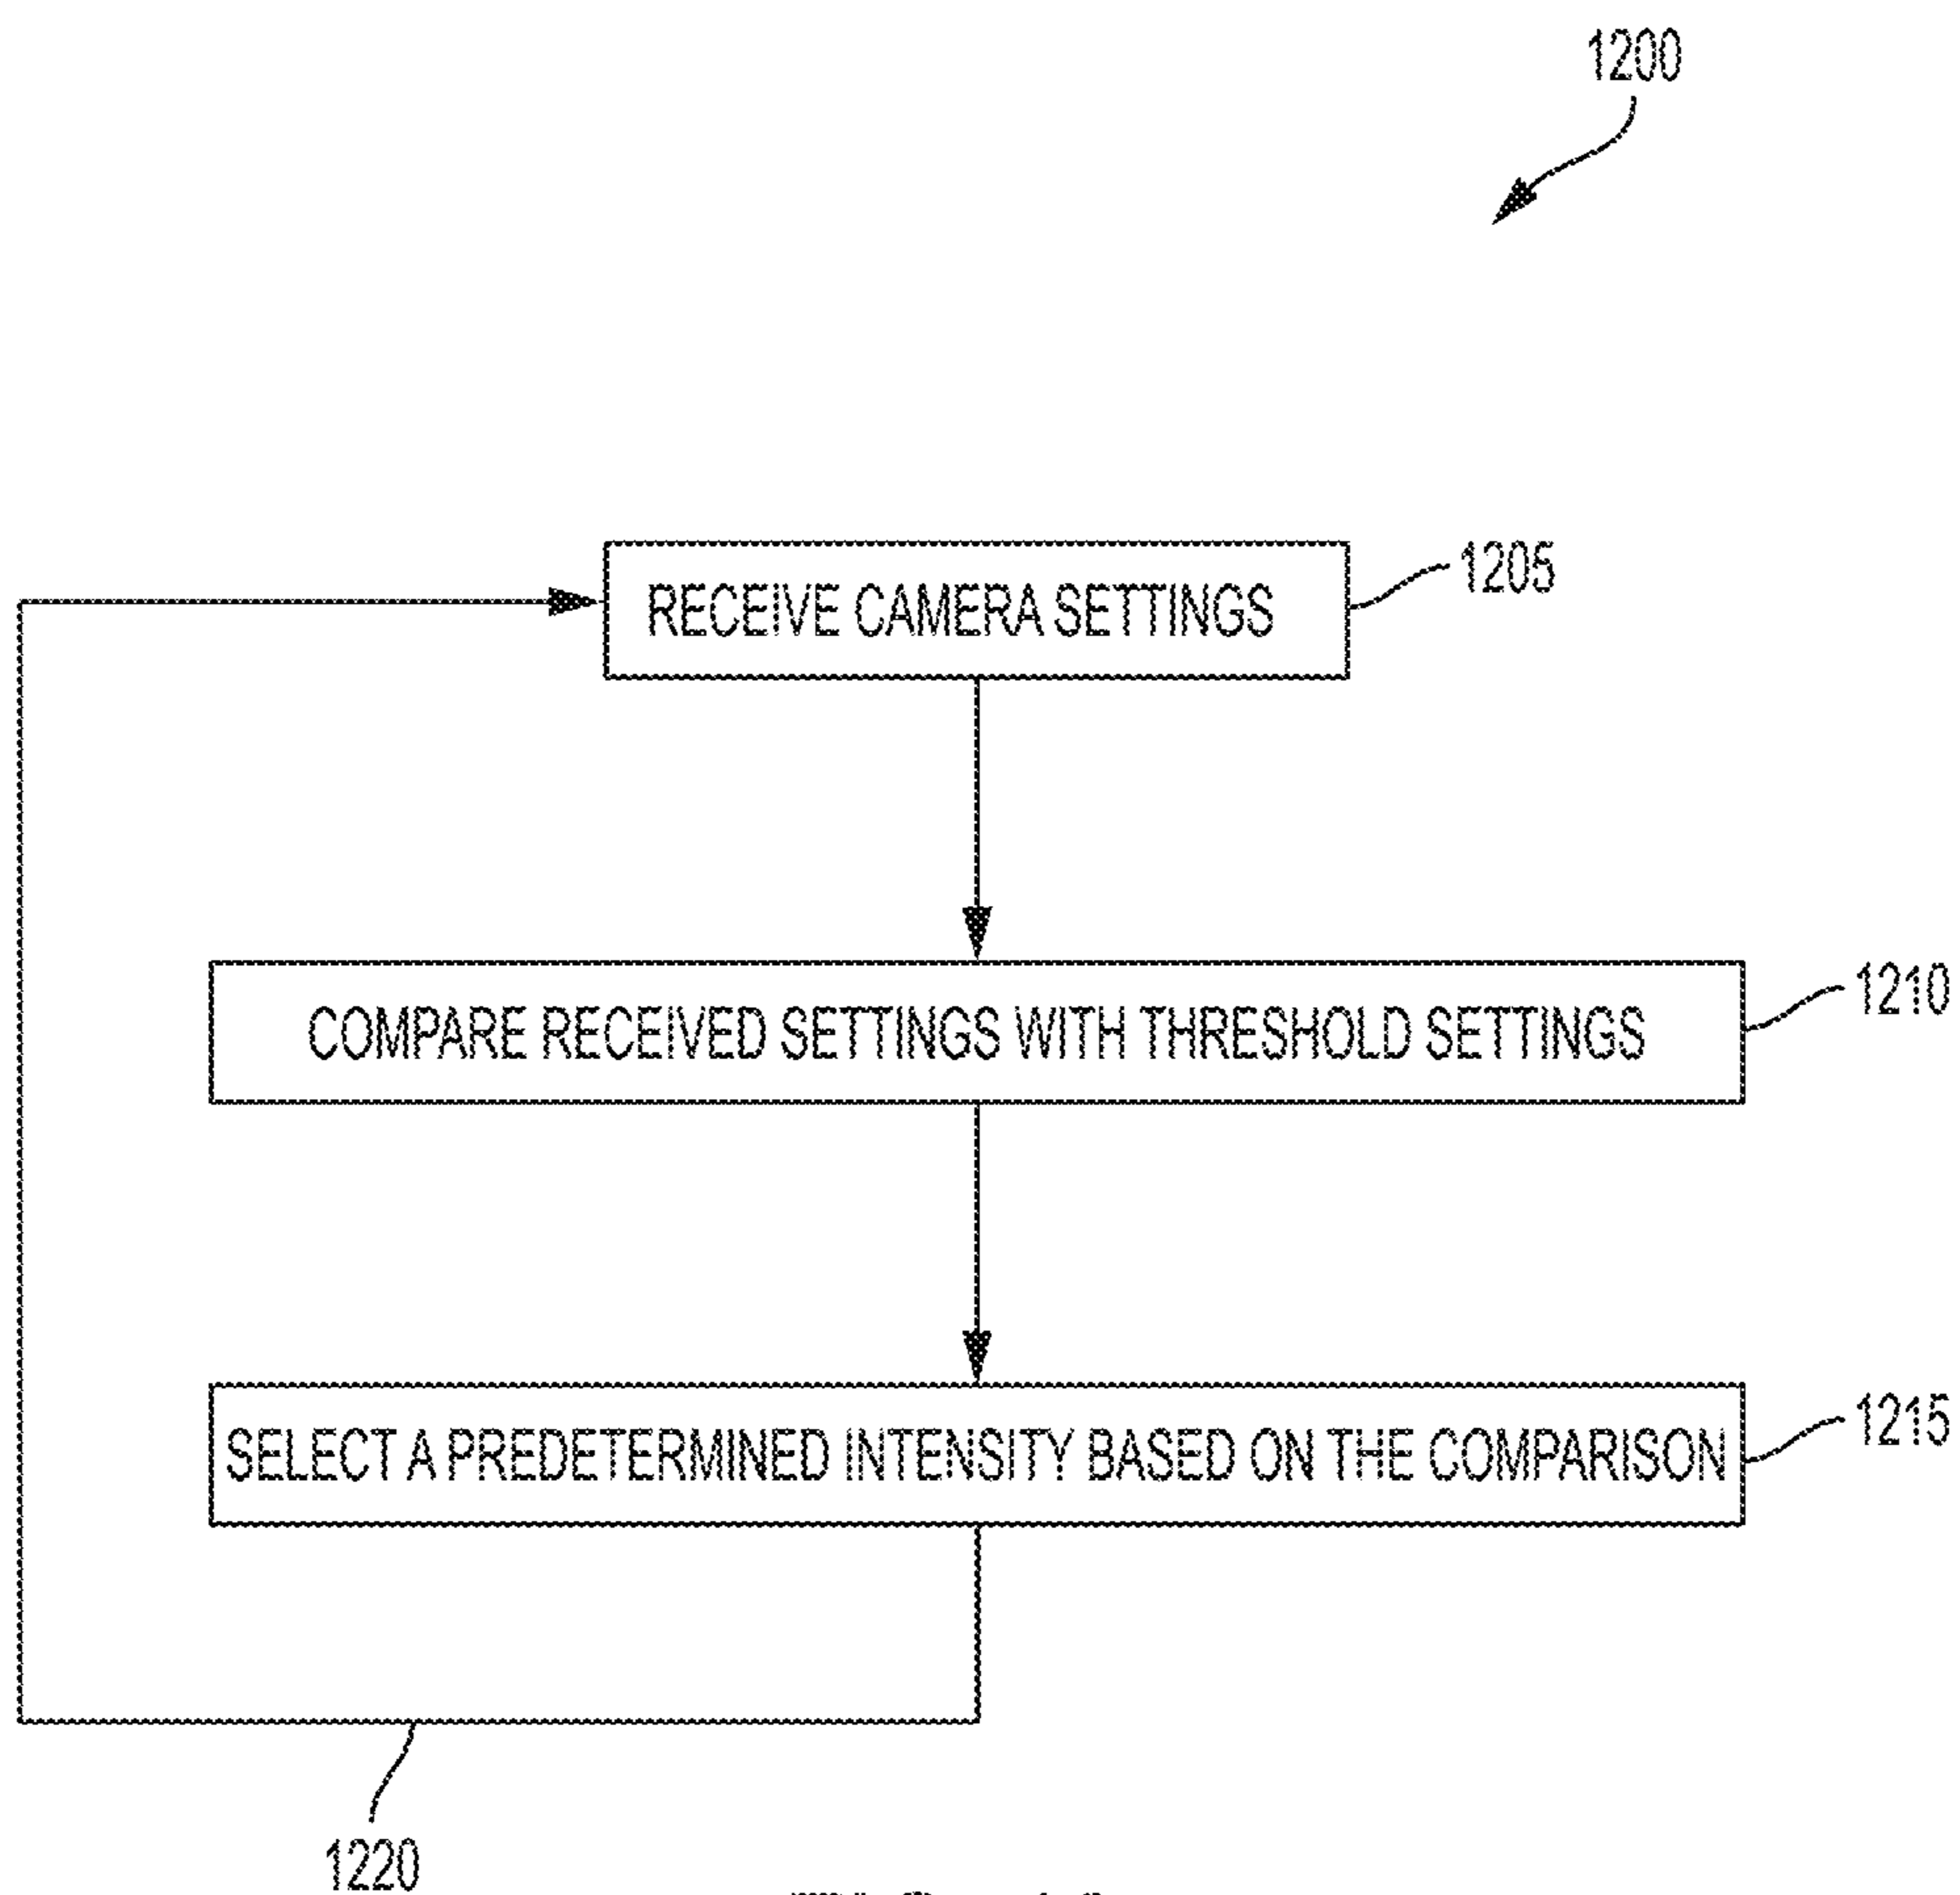 1200
RECEIVE CAMERA SETTINGS
1205
COMPARE RECEIVED SETTINGS WITH THRESHOLD SETTINGS
1210
SELECT A PREDETERMINED INTENSITY BASED ON THE COMPARISON
1215
1220